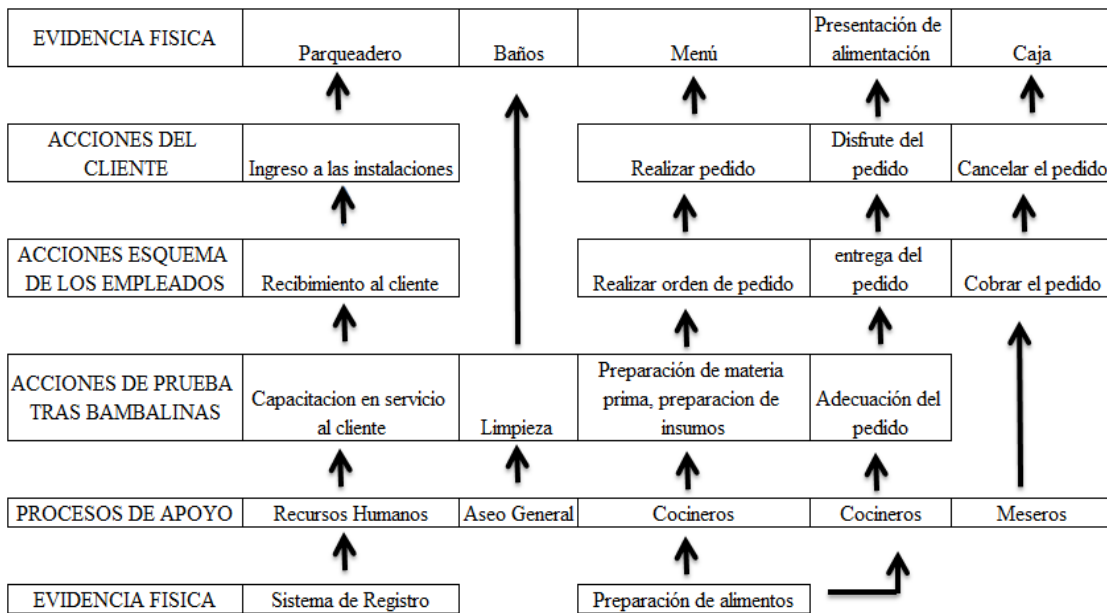 EVIDENCIA FISICA
Parqueadero
Baños
Menú
Presentación de
alimentación
Caja
ACCIONES DEL
CLIENTE
Ingreso a las instalaciones
Realizar pedido
Disfrute del
pedido
Cancelar el pedido
ACCIONES ESQUEMA
DE LOS EMPLEADOS
Recibimiento al cliente
Realizar orden de pedido
entrega del
pedido
Cobrar el pedido
ACCIONES DE PRUEBA
TRAS BAMBALINAS
Capacitacion en servicio
al cliente
Limpieza
Preparación de materia
prima, preparacion de
insumos
Adecuación del
pedido
PROCESOS DE APOYO
Recursos Humanos
Aseo General
Cocineros
Cocineros
Meseros
EVIDENCIA FISICA
Sistema de Registro
Preparación de alimentos